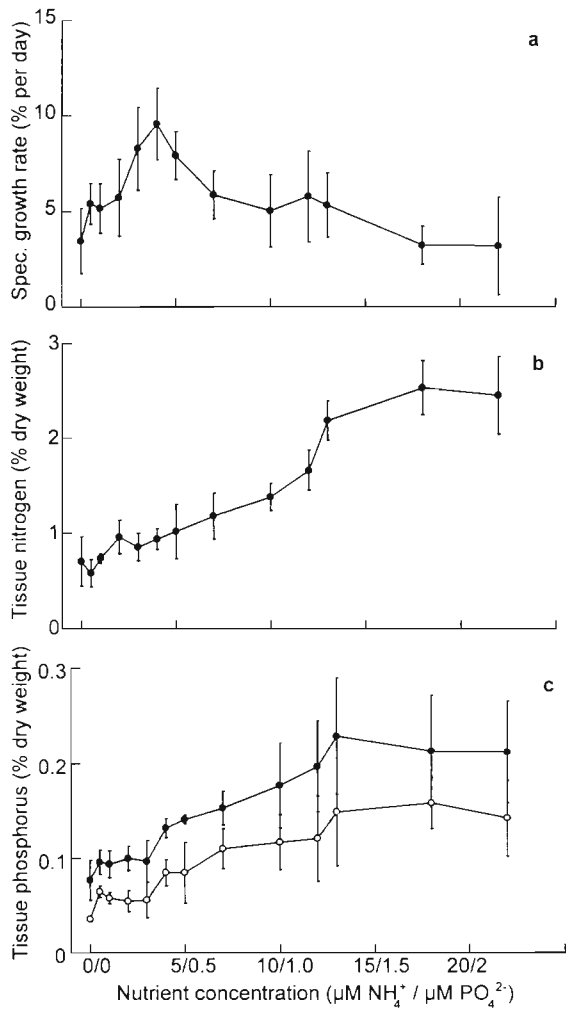 a
15
10
5
0
Spec. growth rate (% per day)
b
3
2
1
0
Tissue nitrogen (% dry weight)
c
0.3
0.2
0.1
0
Tissue phosphorus (% dry weight)
0/0 5/0.5 10/1.0 15/1.5 20/2
Nutrient concentration (µM NH₄⁺ / µM PO₄²⁻)